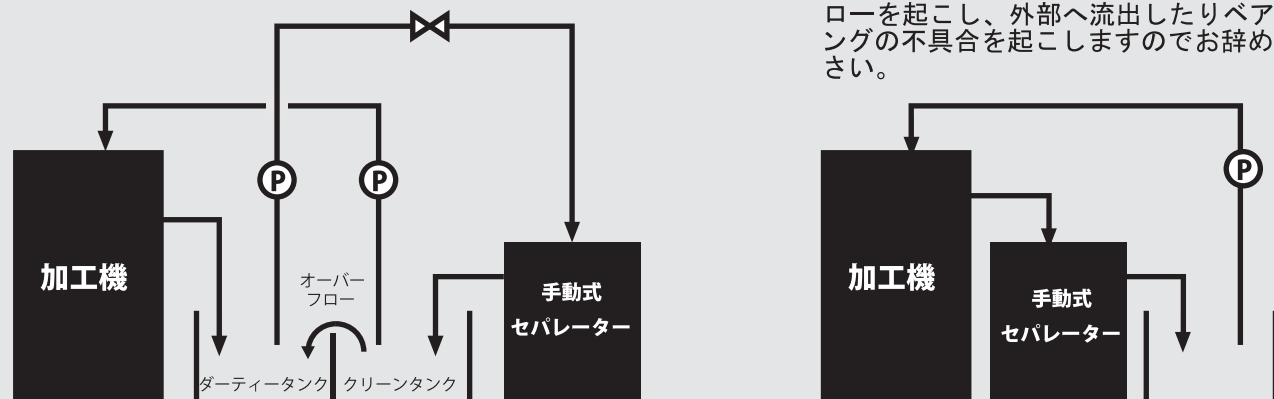 ローを起こし、外部へ流出したりベア
ングの不具合を起こしますのでお辞め
さい。
P
P
加工機
オーバー
フロー
手動式
セパレーター
ダーティータンク
クリーンタンク
P
加工機
手動式
セパレーター